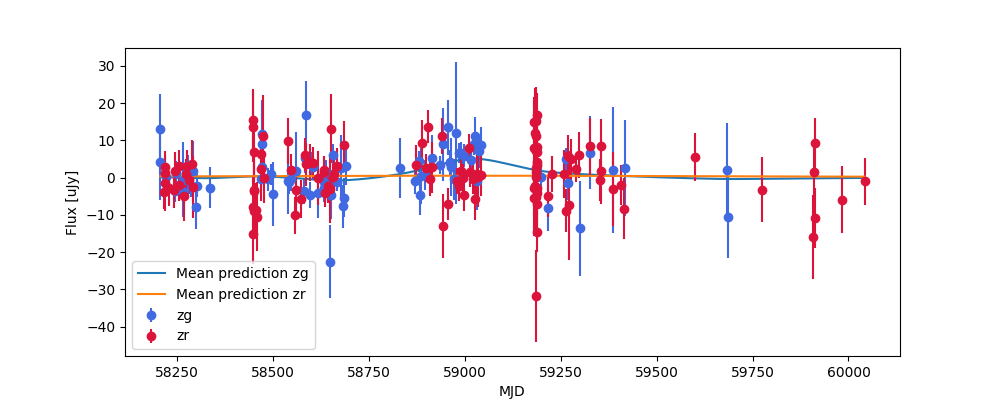 30
20
10
0
−10
−20
−30
−40
Flux [uJy]
Mean prediction zg
Mean prediction zr
zg
zr
58250 58500 58750 59000 59250 59500 59750 60000
MJD